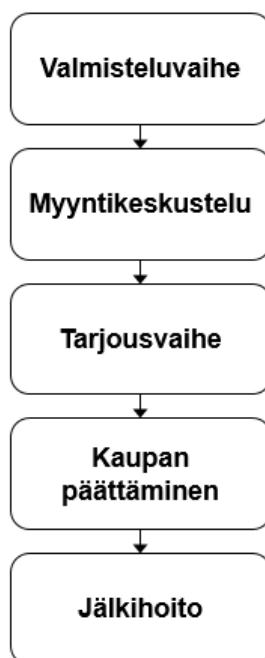 Valmisteluvaihe
Myyntikeskustelu
Tarjousvaihe
Kaupan
päättäminen
Jälkihoito